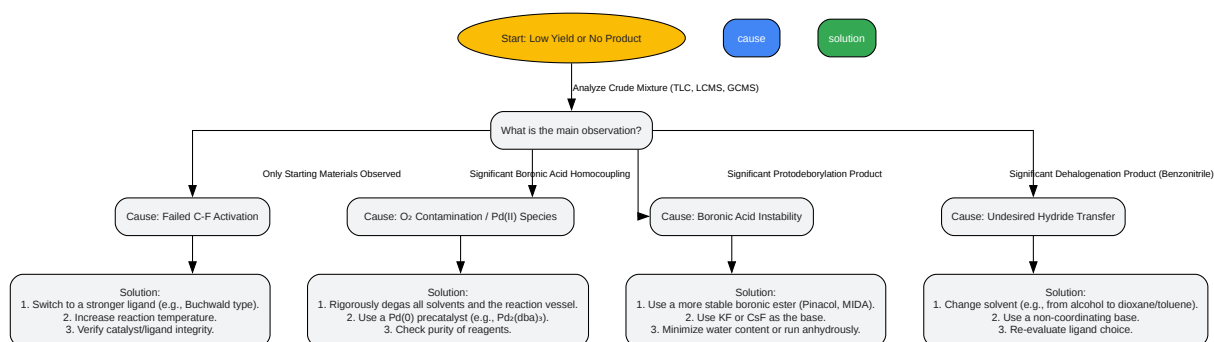 Start: Low Yield or No Product
cause
solution
Analyze Crude Mixture (TLC, LCMS, GCMS)
What is the main observation?
Only Starting Materials Observed
Significant Boronic Acid Homocoupling
Significant Protodeborylation Product
Significant Dehalogenation Product (Benzonitrile)
Cause: Failed C-F Activation
Cause: O₂ Contamination / Pd(II) Species
Cause: Boronic Acid Instability
Cause: Undesired Hydride Transfer
Solution:
1. Switch to a stronger ligand (e.g., Buchwald type).
2. Increase reaction temperature.
3. Verify catalyst/ligand integrity.
Solution:
1. Rigorously degas all solvents and the reaction vessel.
2. Use a Pd(0) precatalyst (e.g., Pd₂(dba)₃).
3. Check purity of reagents.
Solution:
1. Use a more stable boronic ester (Pinacol, MIDA).
2. Use KF or CsF as the base.
3. Minimize water content or run anhydrously.
Solution:
1. Change solvent (e.g., from alcohol to dioxane/toluene).
2. Use a non-coordinating base.
3. Re-evaluate ligand choice.